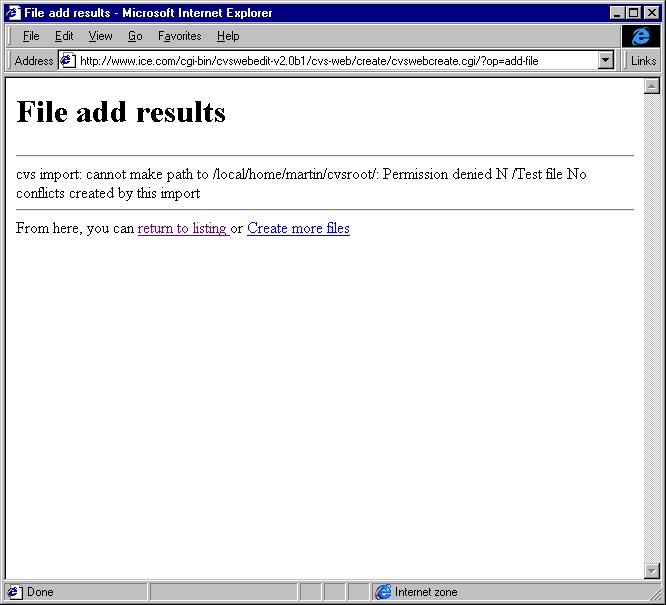 File add results - Microsoft Internet Explorer
File Edit View Go Favorites Help
Address http://www.ice.com/cgi-bin/cvswebedit-v2.0b1/cvs-web/create/cvswebcreate.cgi/?op=add-file Links
File add results
cvs import: cannot make path to /local/home/martin/cvsroot/: Permission denied N /Test file No
conflicts created by this import
From here, you can return to listing or Create more files
Done Internet zone